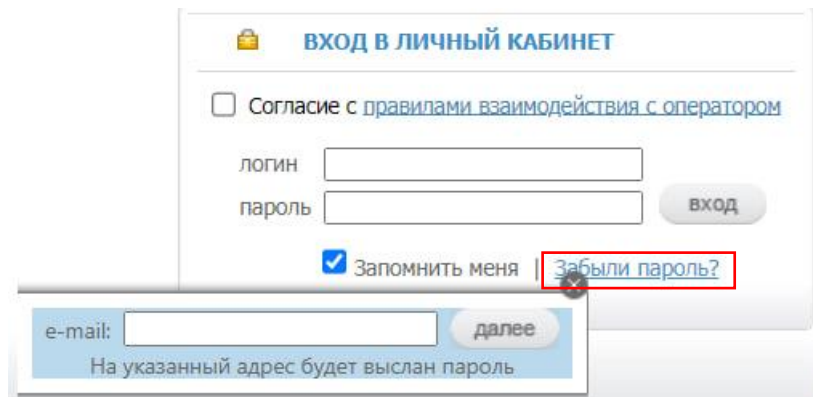 ВХОД В ЛИЧНЫЙ КАБИНЕТ
Согласие с правилами взаимодействия с оператором
логин
пароль вход
Запомнить меня | Забыли пароль?
e-mail: далее
На указанный адрес будет выслан пароль